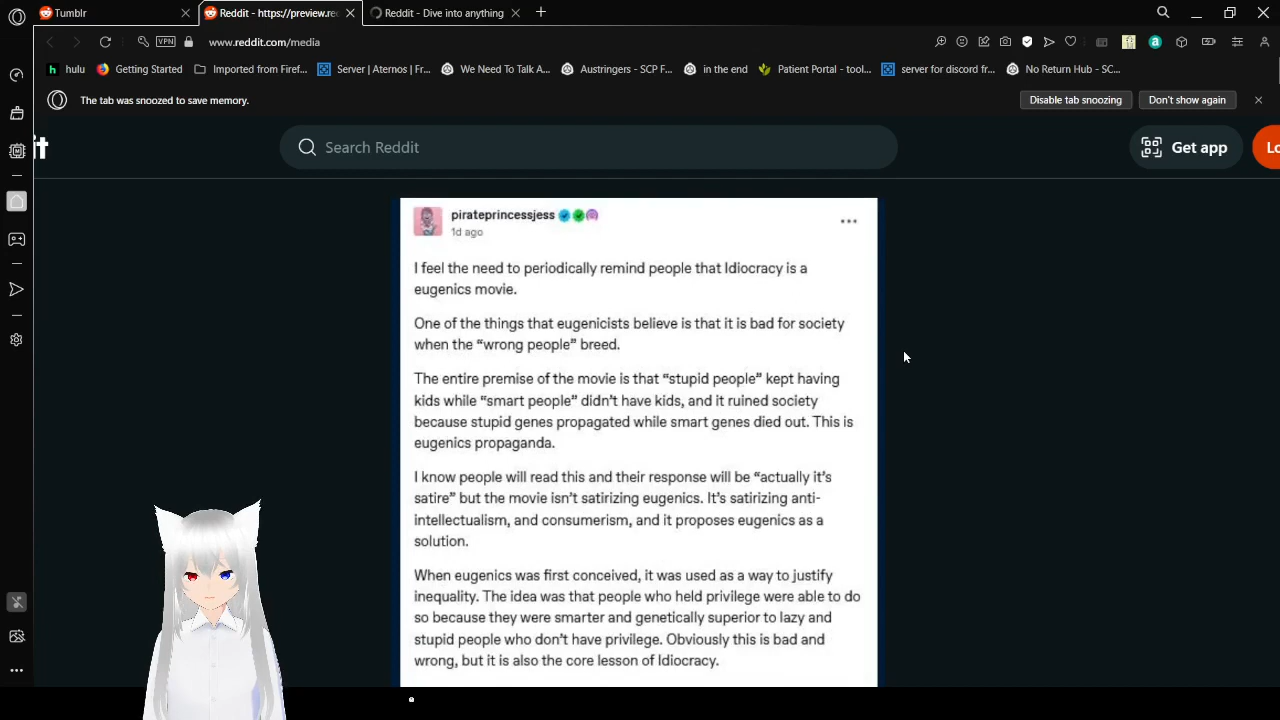 Tumblr
Reddit - https://preview.re
Reddit - Dive into anything
VPN
www.reddit.com/media
hulu
Getting Started
Imported from Firef...
Server | Aternos | Fr...
We Need To Talk A...
Austringers - SCP F...
in the end
Patient Portal - tool...
server for discord fr...
No Return Hub - SC...
The tab was snoozed to save memory.
Disable tab snoozing
Don't show again
it
Search Reddit
Get app
Lo
pirateprincessjess
1d ago
I feel the need to periodically remind people that Idiocracy is a
eugenics movie.
One of the things that eugenicists believe is that it is bad for society
when the “wrong people” breed.
The entire premise of the movie is that “stupid people” kept having
kids while “smart people” didn’t have kids, and it ruined society
because stupid genes propagated while smart genes died out. This is
eugenics propaganda.
I know people will read this and their response will be “actually it’s
satire” but the movie isn’t satirizing eugenics. It’s satirizing anti-
intellectualism, and consumerism, and it proposes eugenics as a
solution.
When eugenics was first conceived, it was used as a way to justify
inequality. The idea was that people who held privilege were able to do
so because they were smarter and genetically superior to lazy and
stupid people who don’t have privilege. Obviously this is bad and
wrong, but it is also the core lesson of Idiocracy.